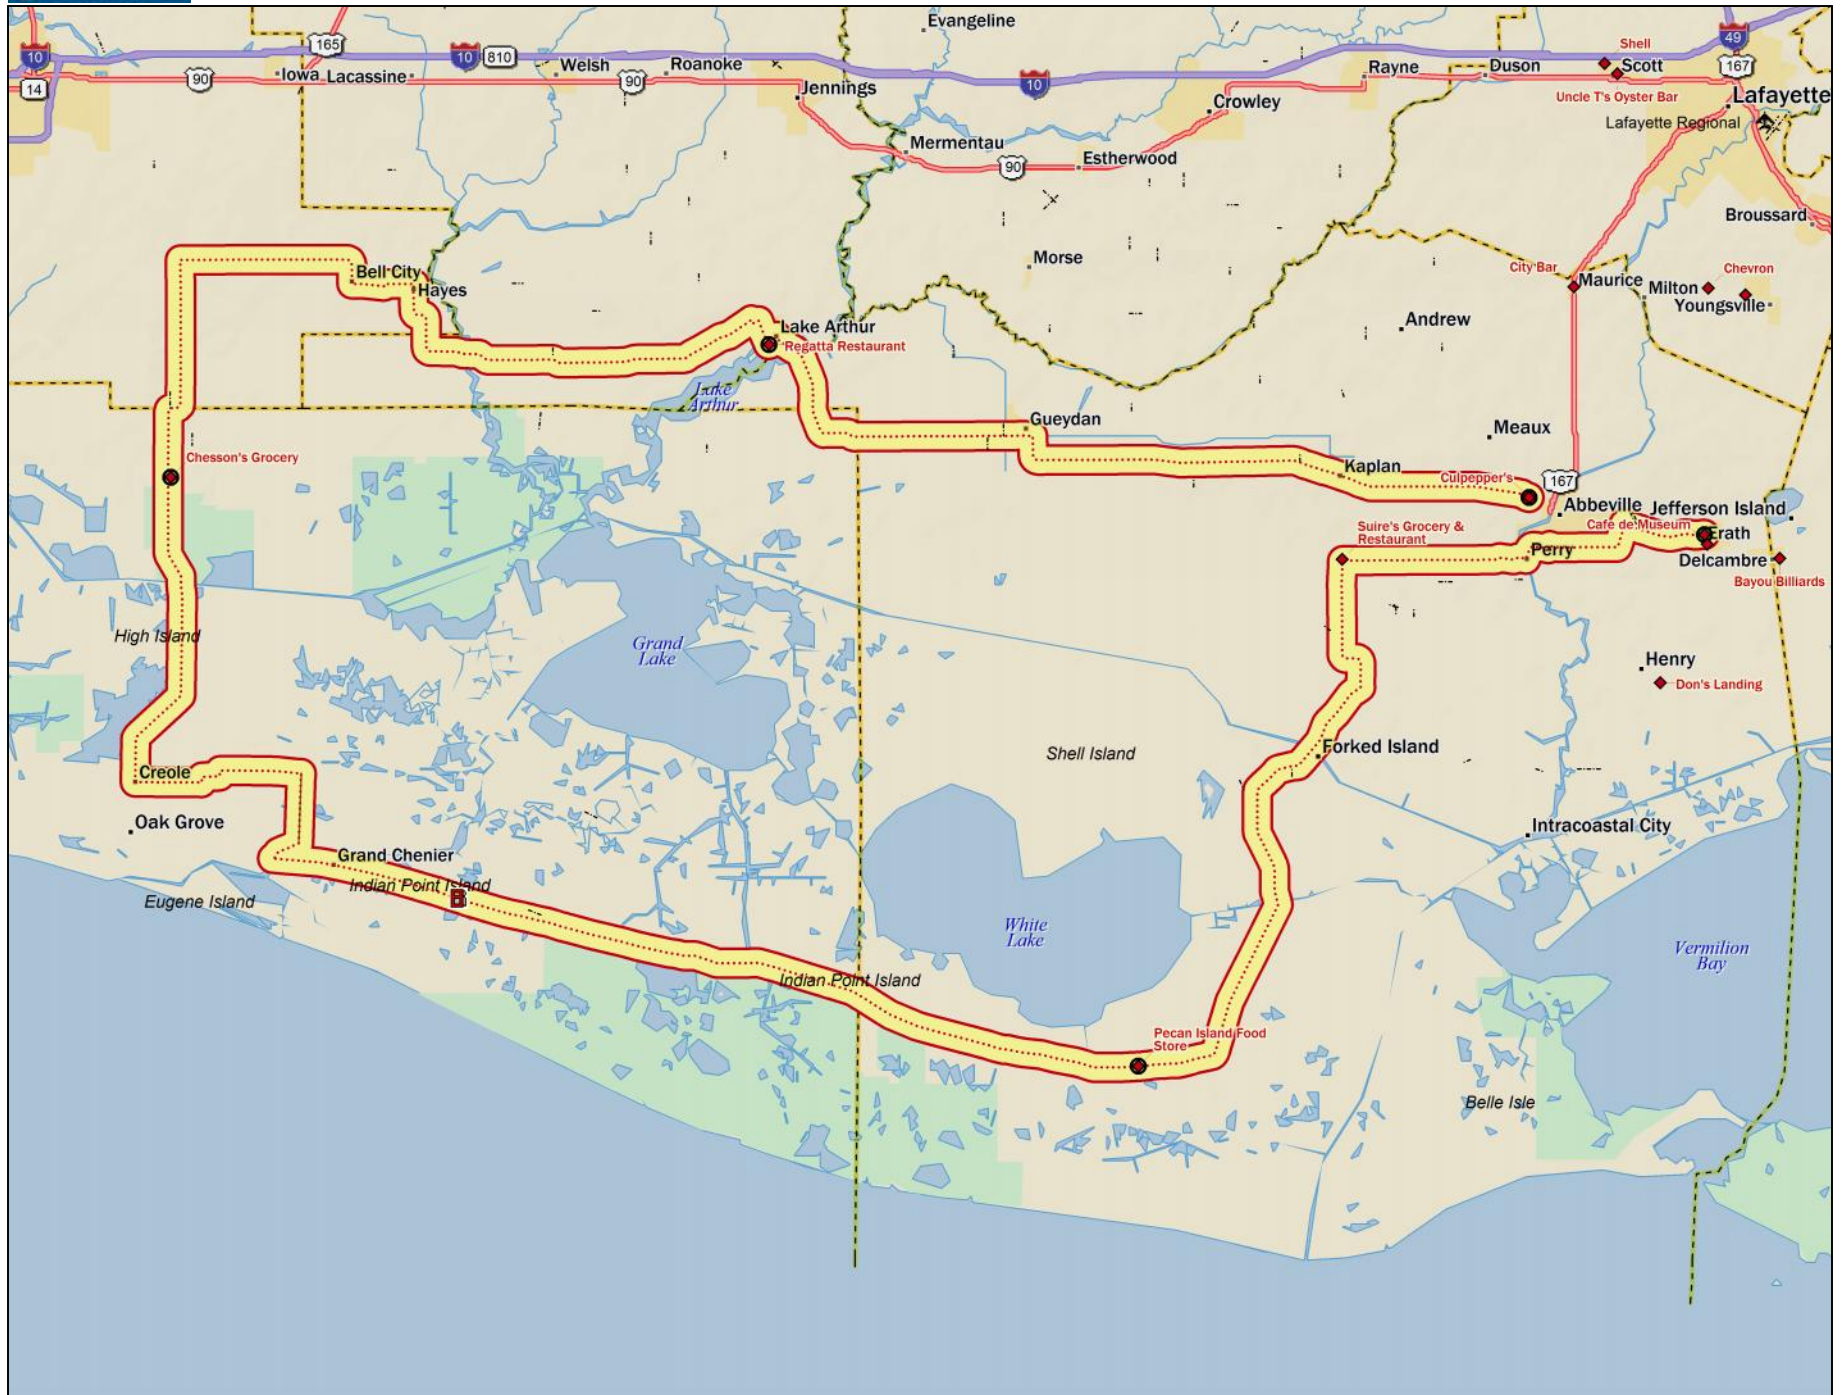 Evangeline
165
10
10
810
Welsh
Roanoke
49
Shell
167
Rayne
Duson
Scott
90
Iowa
Lacassine
90
10
14
Jennings
Uncle T's Oyster Bar
Lafayette
Crowley
Lafayette Regional
Mermentau
90
Estherwood
Broussard
Morse
City Bar
Chevron
Bell City
Hayes
Maurice
Milton
Youngsville
Andrew
Lake Arthur
Regatta Restaurant
Lake
Arthur
Gueydan
Meaux
Chesson's Grocery
Kaplan
Culpepper's
167
Abbeville
Jefferson Island
Suire's Grocery &
Restaurant
Cafe de Museum
Erath
Perry
Delcambre
Bayou Billiards
High Island
Grand
Lake
Henry
Don's Landing
Shell Island
Forked Island
Creole
Oak Grove
Intracoastal City
Grand Chenier
Indian Point Island
B
Eugene Island
White
Lake
Vermilion
Bay
Indian Point Island
Pecan Island Food
Store
Belle Isle